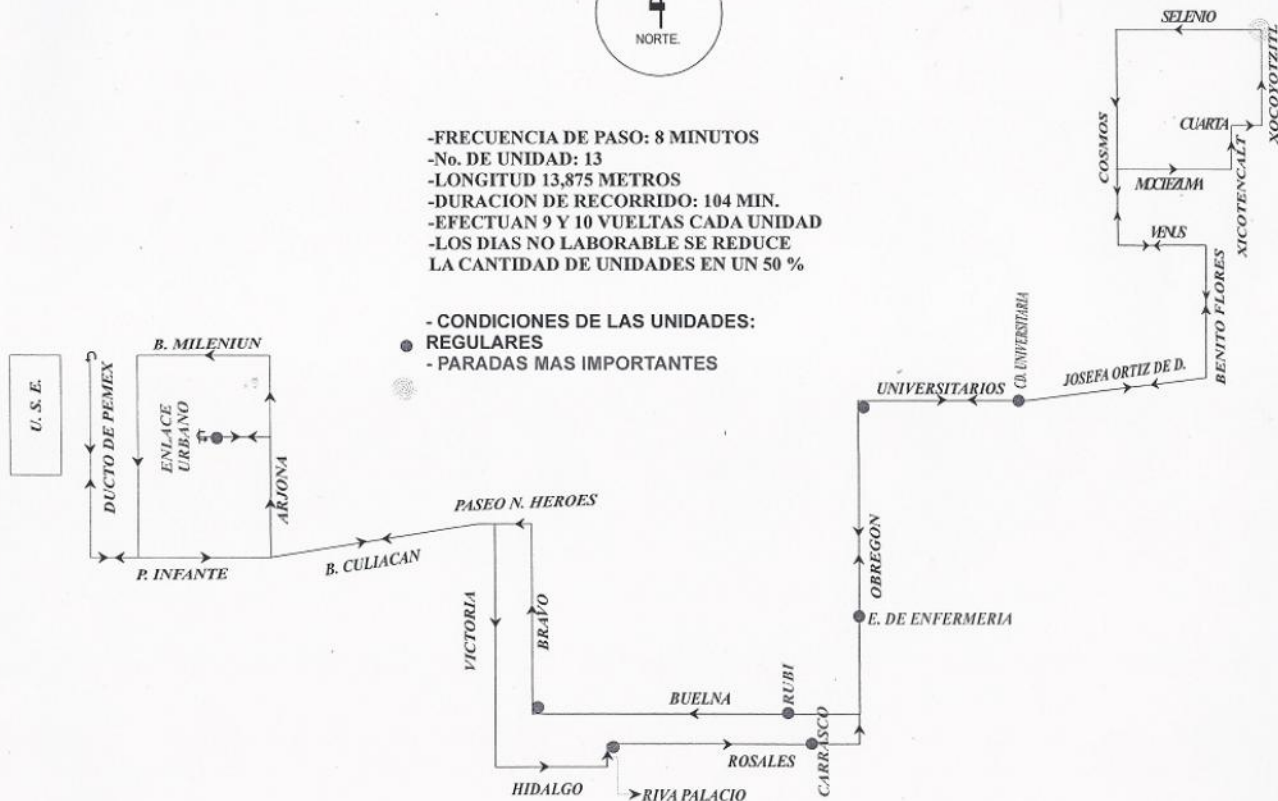 NORTE.
SELENIO
XOCOYOTZITL
COSMOS
CUARTA
XICOTENCALT
MOCTEZUMA
VENUS
BENITO FLORES
-FRECUENCIA DE PASO: 8 MINUTOS
-No. DE UNIDAD: 13
-LONGITUD 13,875 METROS
-DURACION DE RECORRIDO: 104 MIN.
-EFECTUAN 9 Y 10 VUELTAS CADA UNIDAD
-LOS DIAS NO LABORABLE SE REDUCE
LA CANTIDAD DE UNIDADES EN UN 50 %
- CONDICIONES DE LAS UNIDADES:
REGULARES
- PARADAS MAS IMPORTANTES
U. S. E.
DUCTO DE PEMEX
B. MILENIUN
ENLACE
URBANO
ARJONA
P. INFANTE
B. CULIACAN
PASEO N. HEROES
VICTORIA
BRAVO
UNIVERSITARIOS
CD. UNIVERSITARIA
JOSEFA ORTIZ DE D.
OBREGON
E. DE ENFERMERIA
BUELNA
RUBI
CARRASCO
ROSALES
HIDALGO
RIVA PALACIO